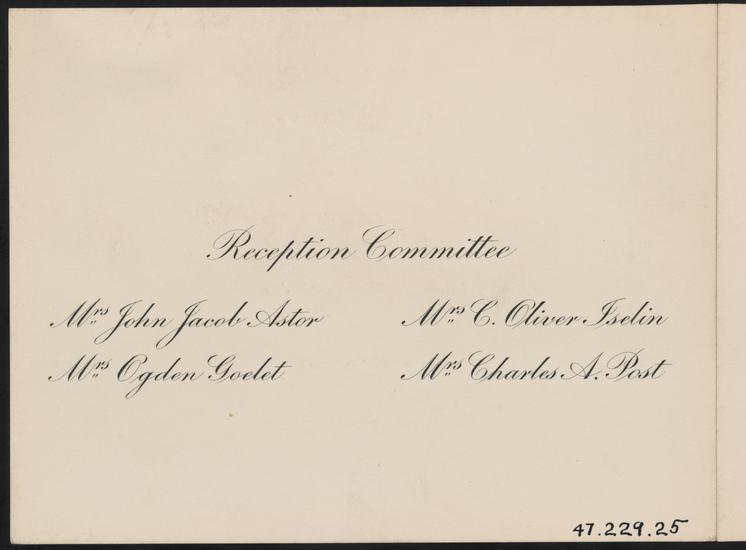 Reception Committee
Mrs John Jacob Astor
Mrs C. Oliver Iselin
Mrs Ogden Goelet
Mrs Charles A. Post
47.229.25